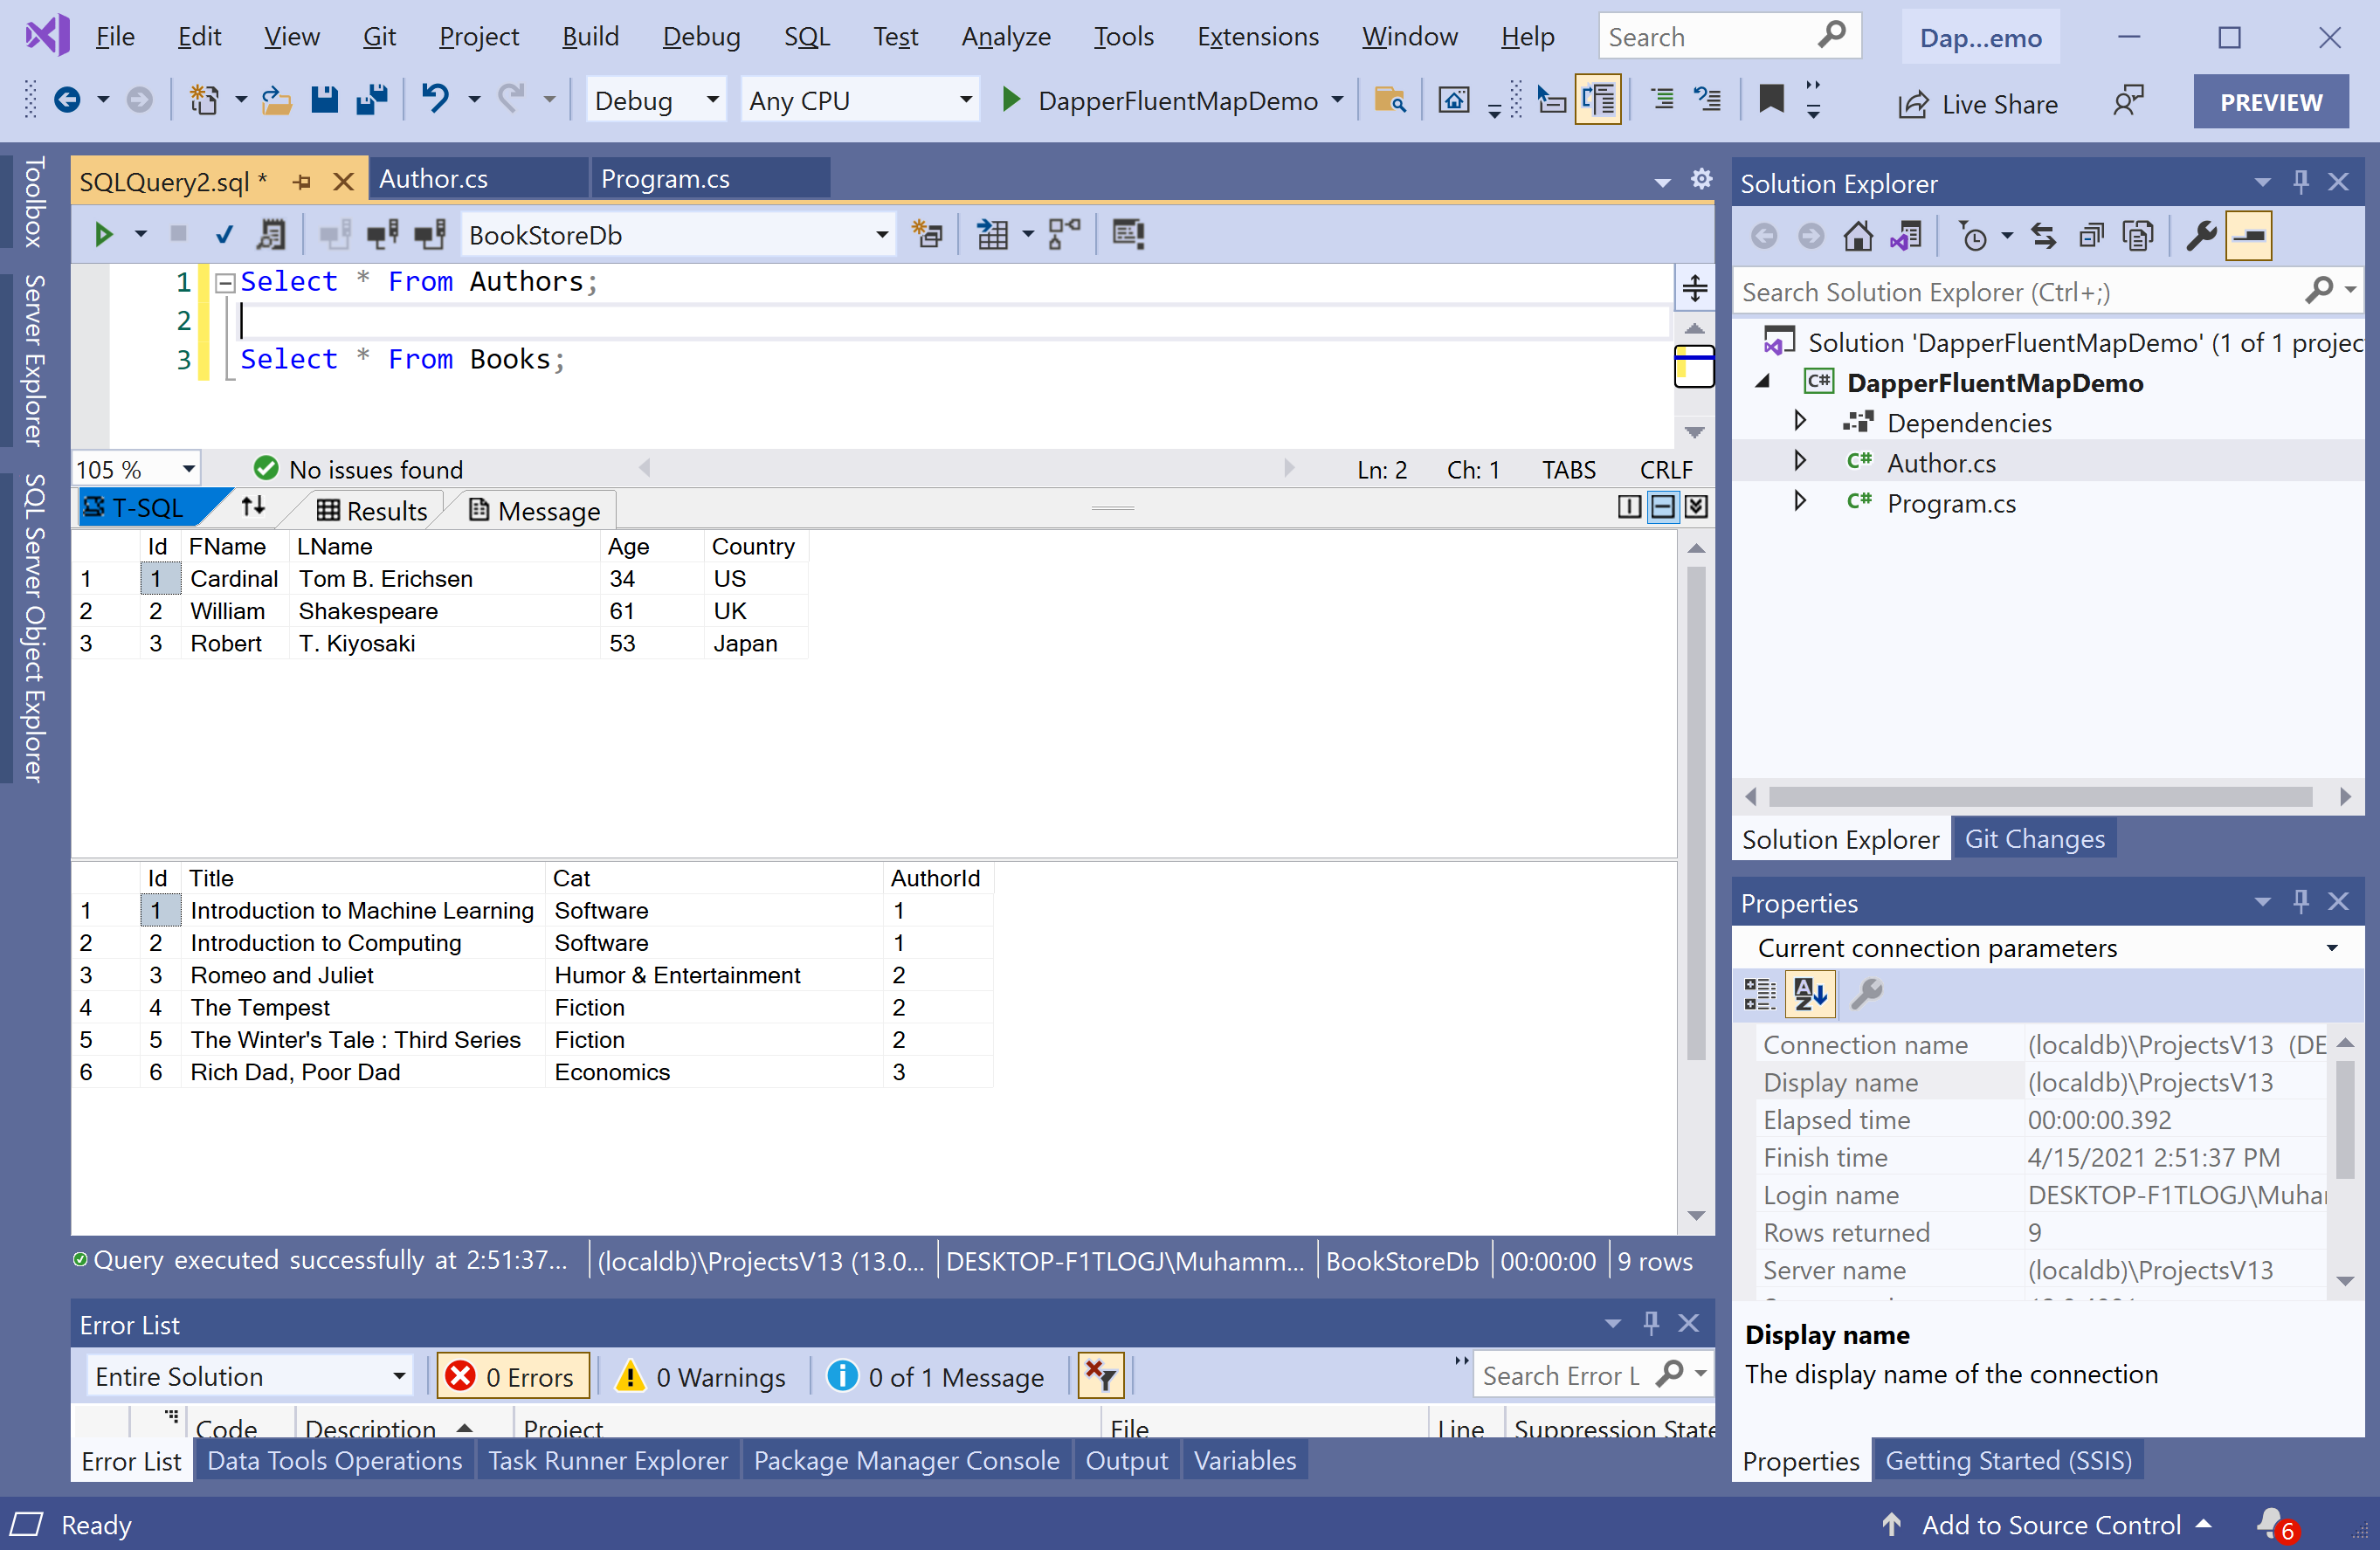 File Edit View Git Project Build Debug SQL Test Analyze Tools Extensions Window Help Search Dap...emo
Debug Any CPU DapperFluentMapDemo Live Share PREVIEW
Toolbox
Server Explorer
SQL Server Object Explorer
SQLQuery2.sql * Author.cs Program.cs
BookStoreDb
1 Select * From Authors;
2
3 Select * From Books;
105 % No issues found Ln: 2 Ch: 1 TABS CRLF
T-SQL Results Message
Id FName LName Age Country
1 1 Cardinal Tom B. Erichsen 34 US
2 2 William Shakespeare 61 UK
3 3 Robert T. Kiyosaki 53 Japan
Id Title Cat AuthorId
1 1 Introduction to Machine Learning Software 1
2 2 Introduction to Computing Software 1
3 3 Romeo and Juliet Humor & Entertainment 2
4 4 The Tempest Fiction 2
5 5 The Winter's Tale : Third Series Fiction 2
6 6 Rich Dad, Poor Dad Economics 3
Query executed successfully at 2:51:37... (localdb)\ProjectsV13 (13.0... DESKTOP-F1TLOGJ\Muhamm... BookStoreDb 00:00:00 9 rows
Error List
Entire Solution 0 Errors 0 Warnings 0 of 1 Message Search Error L
Code Description Project File Line Suppression State
Error List Data Tools Operations Task Runner Explorer Package Manager Console Output Variables
Solution Explorer
Search Solution Explorer (Ctrl+;)
Solution 'DapperFluentMapDemo' (1 of 1 projec
C# DapperFluentMapDemo
Dependencies
C# Author.cs
C# Program.cs
Solution Explorer Git Changes
Properties
Current connection parameters
Connection name (localdb)\ProjectsV13 (DE
Display name (localdb)\ProjectsV13
Elapsed time 00:00:00.392
Finish time 4/15/2021 2:51:37 PM
Login name DESKTOP-F1TLOGJ\Muhar
Rows returned 9
Server name (localdb)\ProjectsV13
Display name
The display name of the connection
Properties Getting Started (SSIS)
Ready Add to Source Control 6